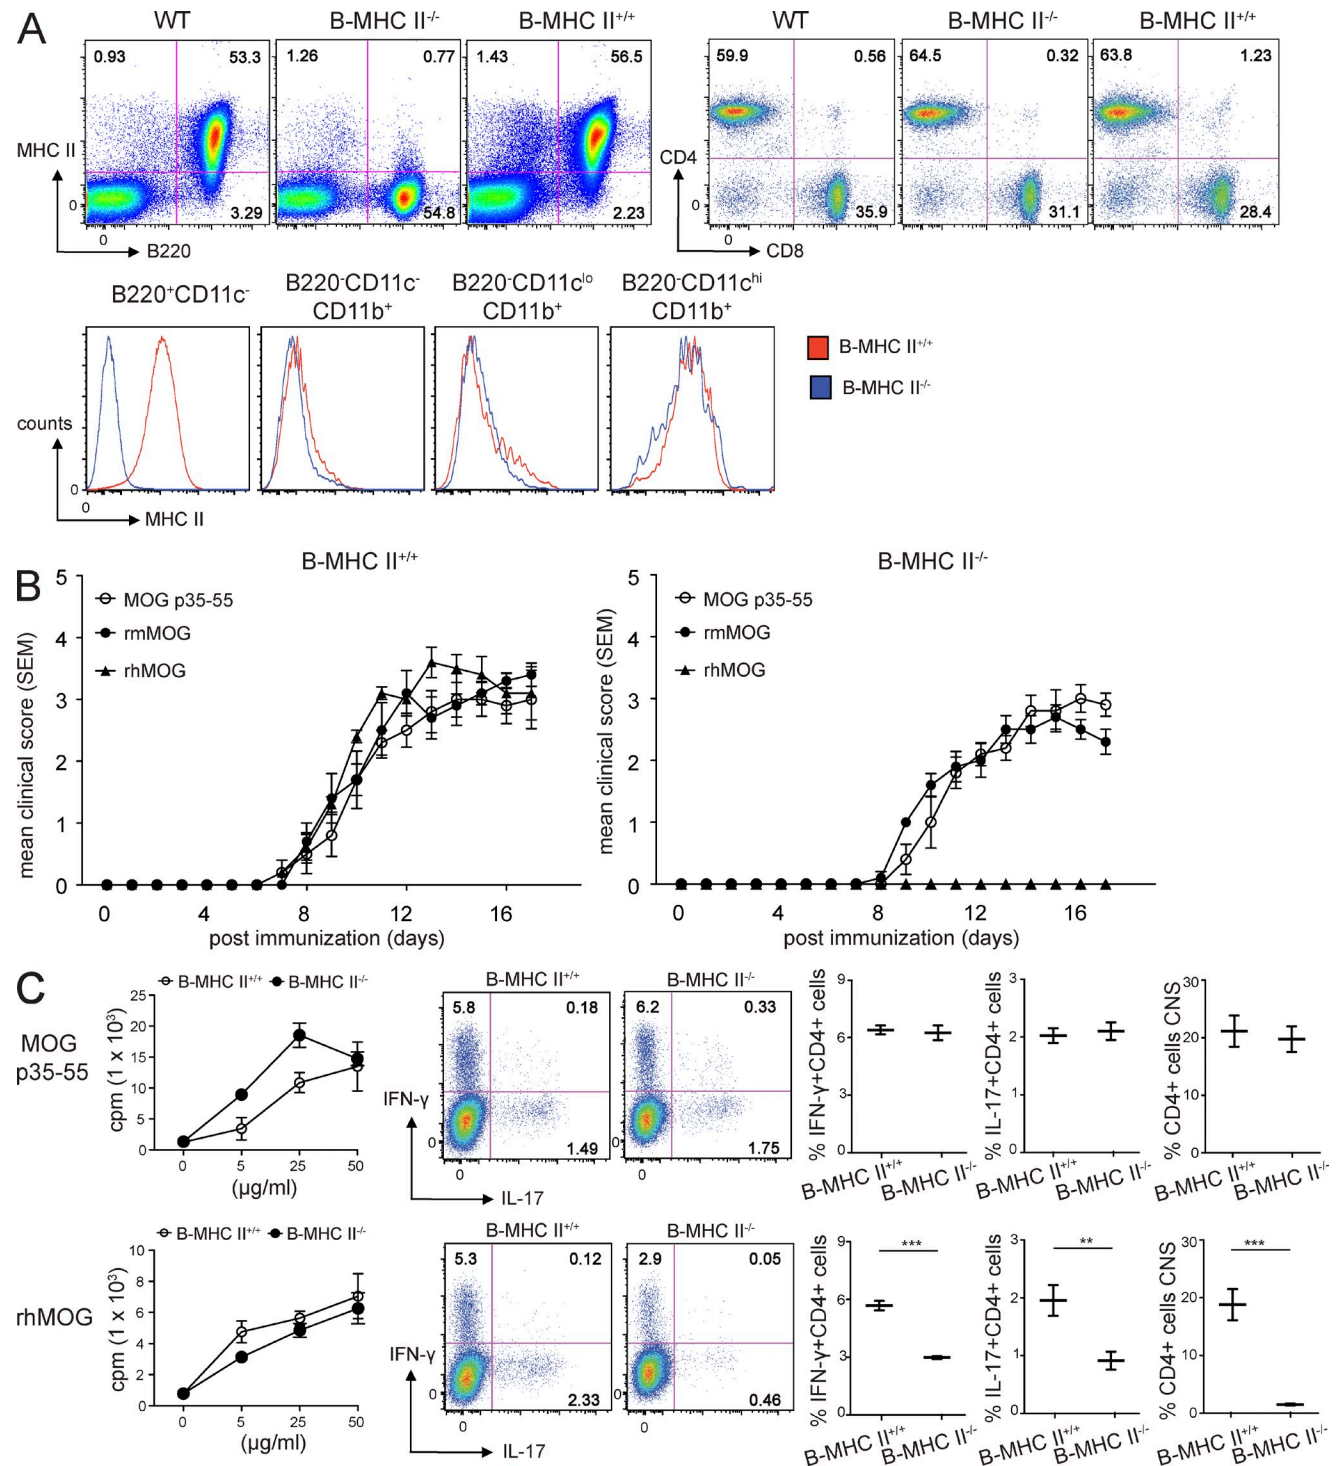 A
WT B-MHC II-/- B-MHC II+/+ WT B-MHC II-/- B-MHC II+/+
0.93 53.3 1.26 0.77 1.43 56.5 59.9 0.56 64.5 0.32 63.8 1.23
MHC II CD4
0 3.29 54.8 2.23 0 35.9 31.1 28.4
0 0
B220 CD8
B220+CD11c- B220-CD11c- B220-CD11clo B220-CD11chi
CD11b+ CD11b+ CD11b+
B-MHC II+/+
B-MHC II-/-
counts
0
0
MHC II
B
B-MHC II+/+ B-MHC II-/-
mean clinical score (SEM) mean clinical score (SEM)
5 5
MOG p35-55 MOG p35-55
4 rmMOG 4 rmMOG
rhMOG rhMOG
3 3
2 2
1 1
0 0
0 4 8 12 16 0 4 8 12 16
post immunization (days) post immunization (days)
C
B-MHC II+/+ B-MHC II-/- B-MHC II+/+ B-MHC II-/-
MOG
p35-55
cpm (1 x 10³)
25
20
15
10
5
0
0 5 25 50
(µg/ml)
5.8 0.18 6.2 0.33
IFN-γ
0 1.49 0 1.75
0 0
IL-17
% IFN-γ+CD4+ cells
9
6
3
0
B-MHC II+/+ B-MHC II-/-
% IL-17+CD4+ cells
3
2
1
0
B-MHC II+/+ B-MHC II-/-
% CD4+ cells CNS
30
20
10
0
B-MHC II+/+ B-MHC II-/-
B-MHC II+/+ B-MHC II-/- B-MHC II+/+ B-MHC II-/-
rhMOG
cpm (1 x 10³)
10
8
6
4
2
0
0 5 25 50
(µg/ml)
5.3 0.12 2.9 0.05
IFN-γ
0 2.33 0 0.46
0 0
IL-17
% IFN-γ+CD4+ cells
9
6
3
0
***
B-MHC II+/+ B-MHC II-/-
% IL-17+CD4+ cells
3
2
1
0
**
B-MHC II+/+ B-MHC II-/-
% CD4+ cells CNS
30
20
10
0
***
B-MHC II+/+ B-MHC II-/-